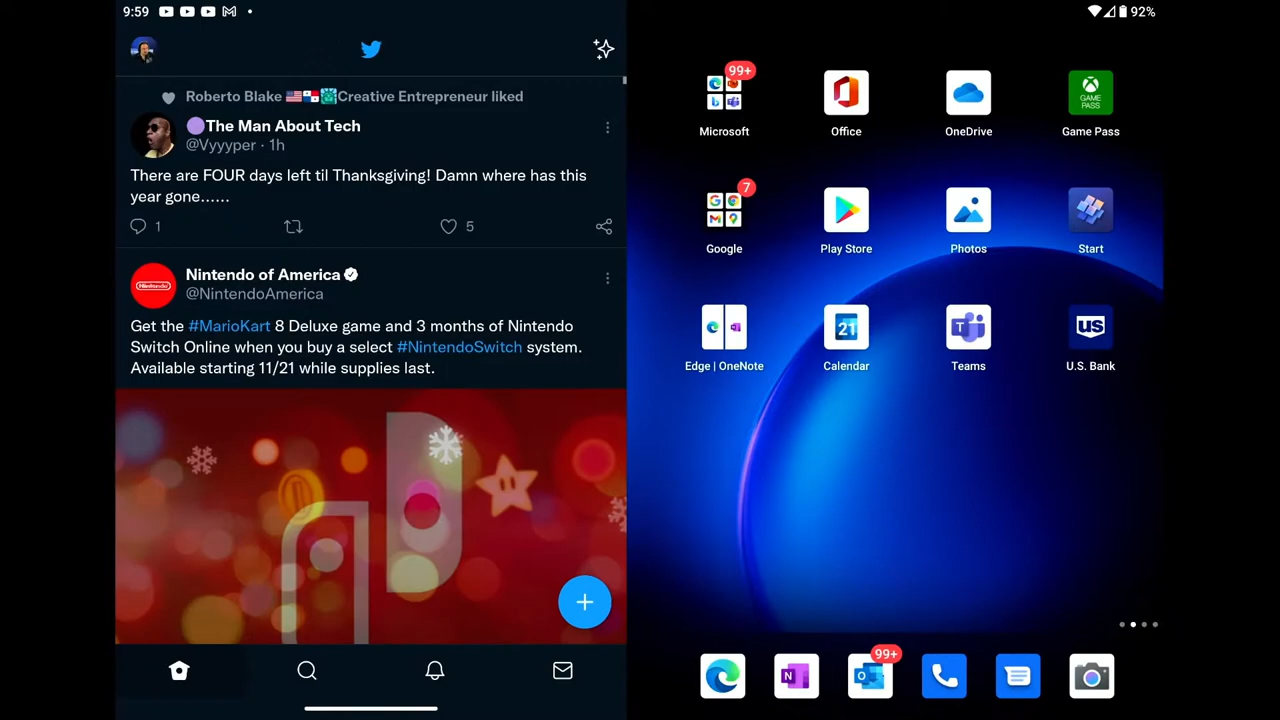 9:59
92%
Roberto Blake 🇺🇸🇵🇦Creative Entrepreneur liked
🟣The Man About Tech
@Vyyyper · 1h
There are FOUR days left til Thanksgiving! Damn where has this
year gone......
1
5
Nintendo of America
@NintendoAmerica
Nintendo
Get the #MarioKart 8 Deluxe game and 3 months of Nintendo
Switch Online when you buy a select #NintendoSwitch system.
Available starting 11/21 while supplies last.
99+
GAME
PASS
Microsoft
Office
OneDrive
Game Pass
7
Google
Play Store
Photos
Start
21
T
US
Edge | OneNote
Calendar
Teams
U.S. Bank
99+
N
O